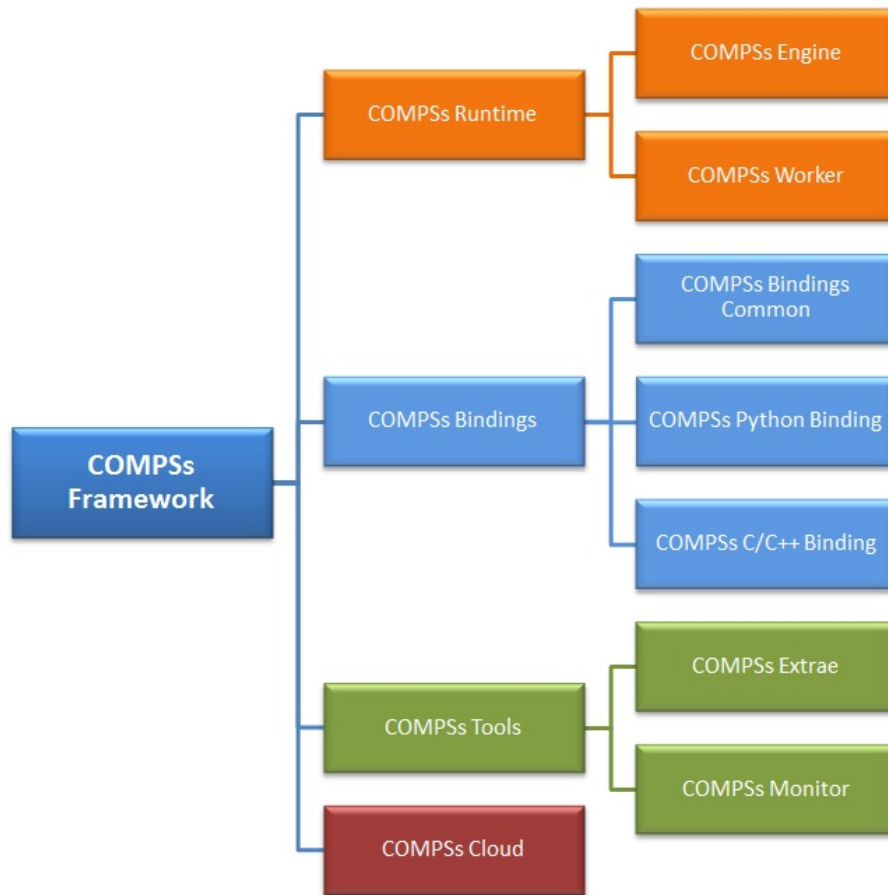 COMPSs Engine
COMPSs Runtime
COMPSs Worker
COMPSs Bindings
Common
COMPSs Bindings
COMPSs Python Binding
COMPSs
Framework
COMPSs C/C++ Binding
COMPSs Extrae
COMPSs Tools
COMPSs Monitor
COMPSs Cloud